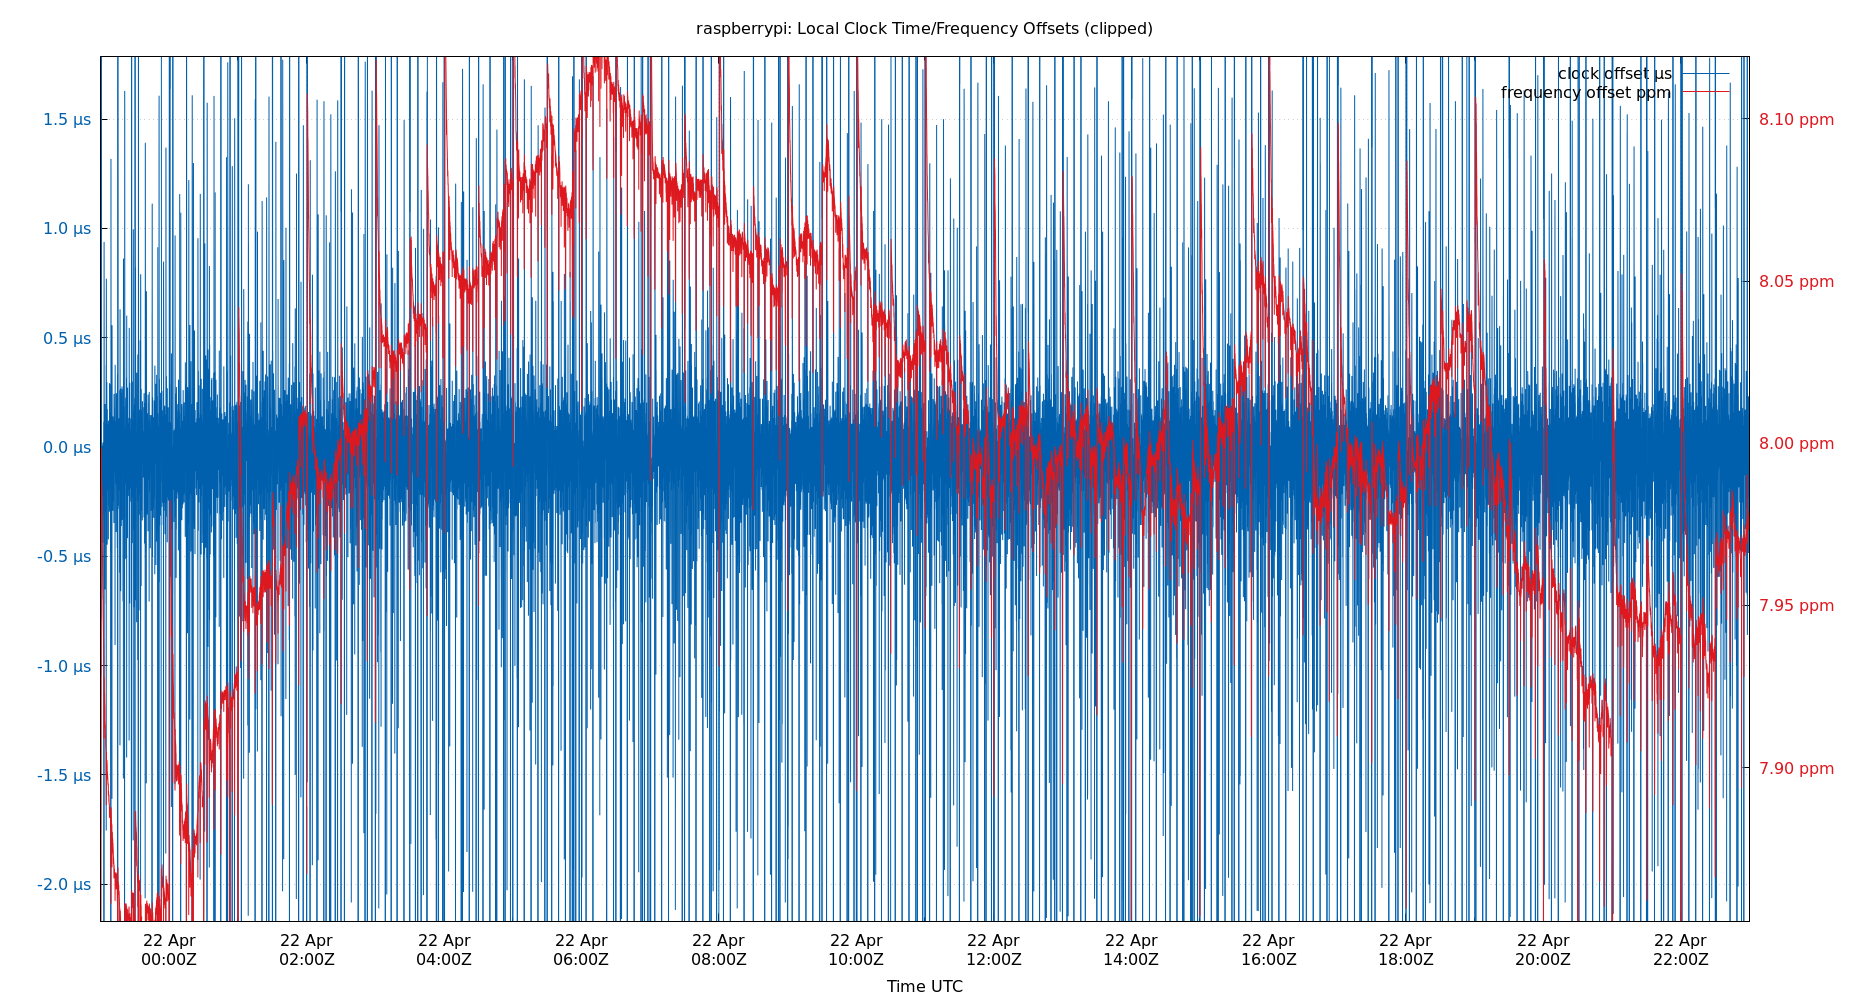 raspberrypi: Local Clock Time/Frequency Offsets (clipped)
clock offset µs
frequency offset ppm
1.5 µs
1.0 µs
0.5 µs
0.0 µs
-0.5 µs
-1.0 µs
-1.5 µs
-2.0 µs
8.10 ppm
8.05 ppm
8.00 ppm
7.95 ppm
7.90 ppm
22 Apr 22 Apr 22 Apr 22 Apr 22 Apr 22 Apr 22 Apr 22 Apr 22 Apr 22 Apr 22 Apr 22 Apr
00:00Z 02:00Z 04:00Z 06:00Z 08:00Z 10:00Z 12:00Z 14:00Z 16:00Z 18:00Z 20:00Z 22:00Z
Time UTC